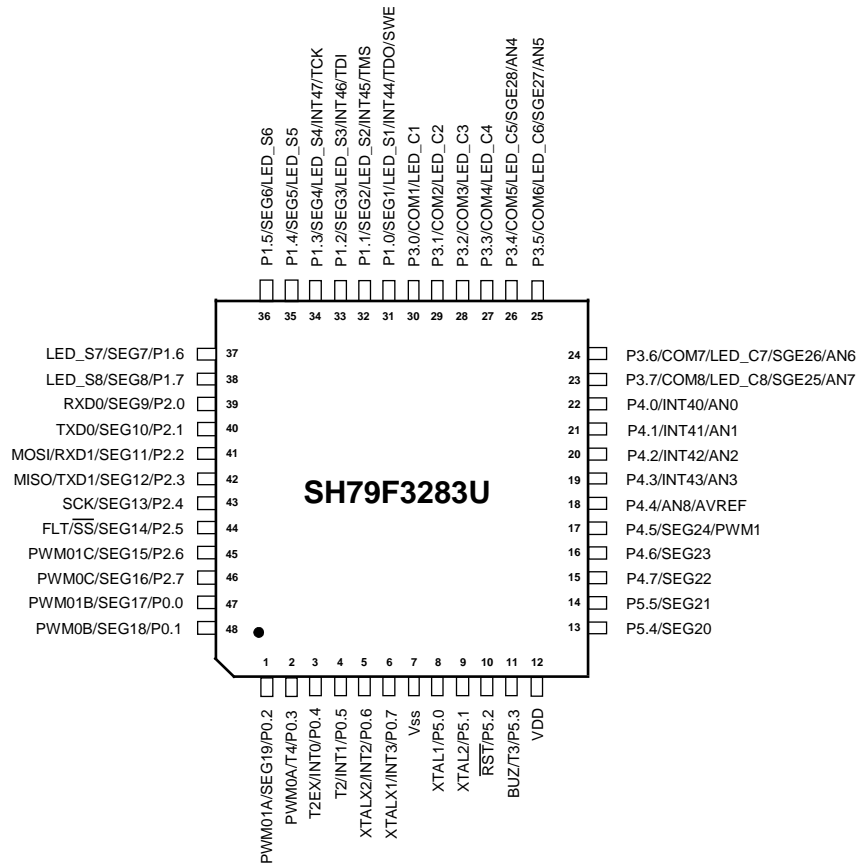 P1.5/SEG6/LED_S6
P1.4/SEG5/LED_S5
P1.3/SEG4/LED_S4/INT47/TCK
P1.2/SEG3/LED_S3/INT46/TDI
P1.1/SEG2/LED_S2/INT45/TMS
P1.0/SEG1/LED_S1/INT44/TDO/SWE
P3.0/COM1/LED_C1
P3.1/COM2/LED_C2
P3.2/COM3/LED_C3
P3.3/COM4/LED_C4
P3.4/COM5/LED_C5/SGE28/AN4
P3.5/COM6/LED_C6/SGE27/AN5
36 35 34 33 32 31 30 29 28 27 26 25
LED_S7/SEG7/P1.6 37
LED_S8/SEG8/P1.7 38
RXD0/SEG9/P2.0 39
TXD0/SEG10/P2.1 40
MOSI/RXD1/SEG11/P2.2 41
MISO/TXD1/SEG12/P2.3 42
SCK/SEG13/P2.4 43
FLT/S̅S̅/SEG14/P2.5 44
PWM01C/SEG15/P2.6 45
PWM0C/SEG16/P2.7 46
PWM01B/SEG17/P0.0 47
PWM0B/SEG18/P0.1 48
SH79F3283U
24 P3.6/COM7/LED_C7/SGE26/AN6
23 P3.7/COM8/LED_C8/SGE25/AN7
22 P4.0/INT40/AN0
21 P4.1/INT41/AN1
20 P4.2/INT42/AN2
19 P4.3/INT43/AN3
18 P4.4/AN8/AVREF
17 P4.5/SEG24/PWM1
16 P4.6/SEG23
15 P4.7/SEG22
14 P5.5/SEG21
13 P5.4/SEG20
1 2 3 4 5 6 7 8 9 10 11 12
PWM01A/SEG19/P0.2
PWM0A/T4/P0.3
T2EX/INT0/P0.4
T2/INT1/P0.5
XTALX2/INT2/P0.6
XTALX1/INT3/P0.7
Vss
XTAL1/P5.0
XTAL2/P5.1
R̅S̅T̅/P5.2
BUZ/T3/P5.3
VDD